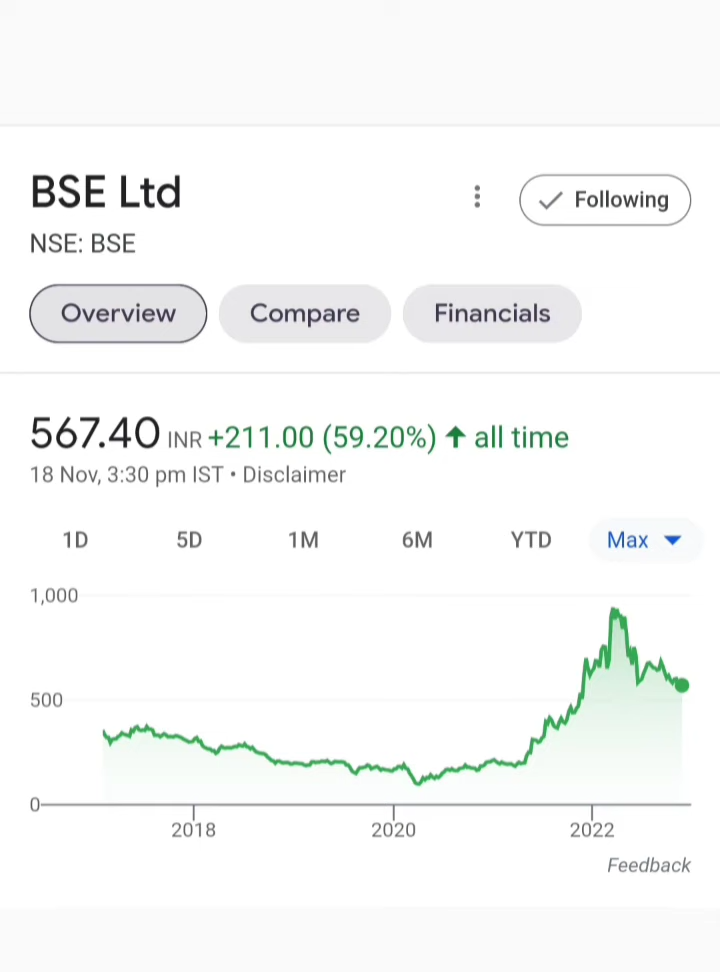 BSE Ltd
Following
NSE: BSE
Overview Compare Financials
567.40 INR +211.00 (59.20%) ↑ all time
18 Nov, 3:30 pm IST • Disclaimer
1D 5D 1M 6M YTD Max
1,000
500
0
2018 2020 2022
Feedback